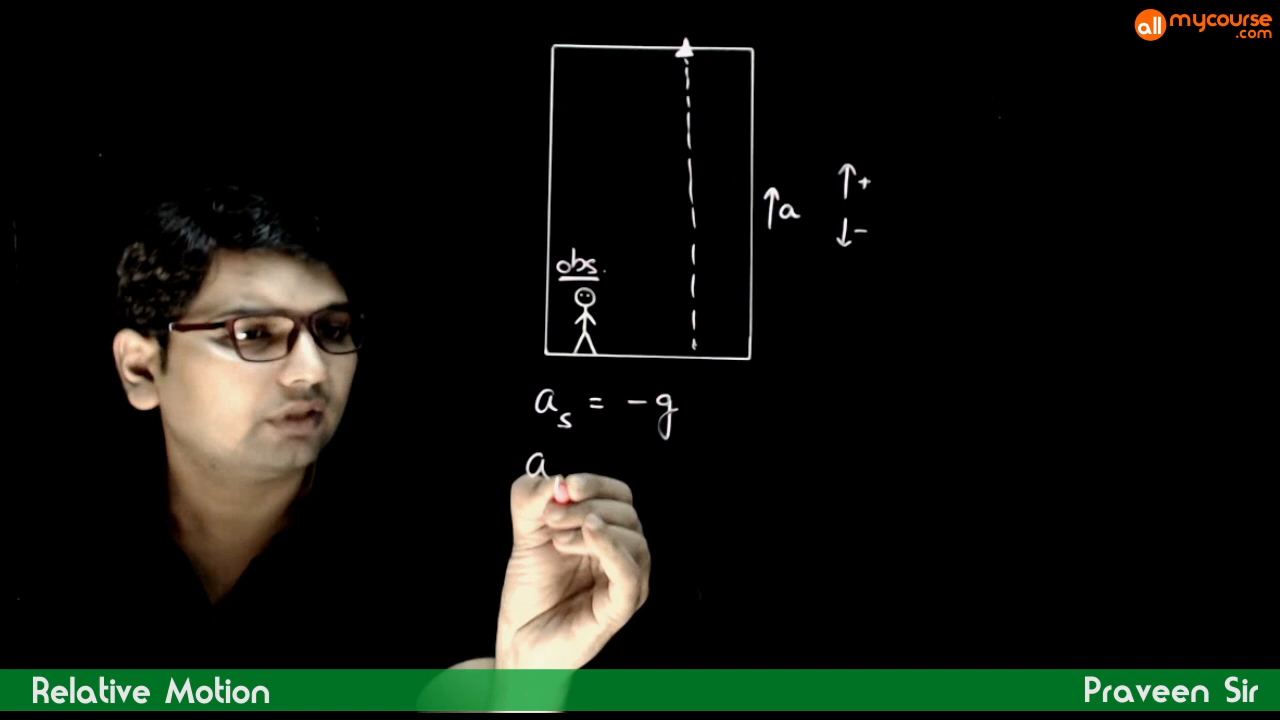 all mycourse
.com
↑a
↑+
↓-
obs.
a_s = -g
a
Relative Motion
Praveen Sir